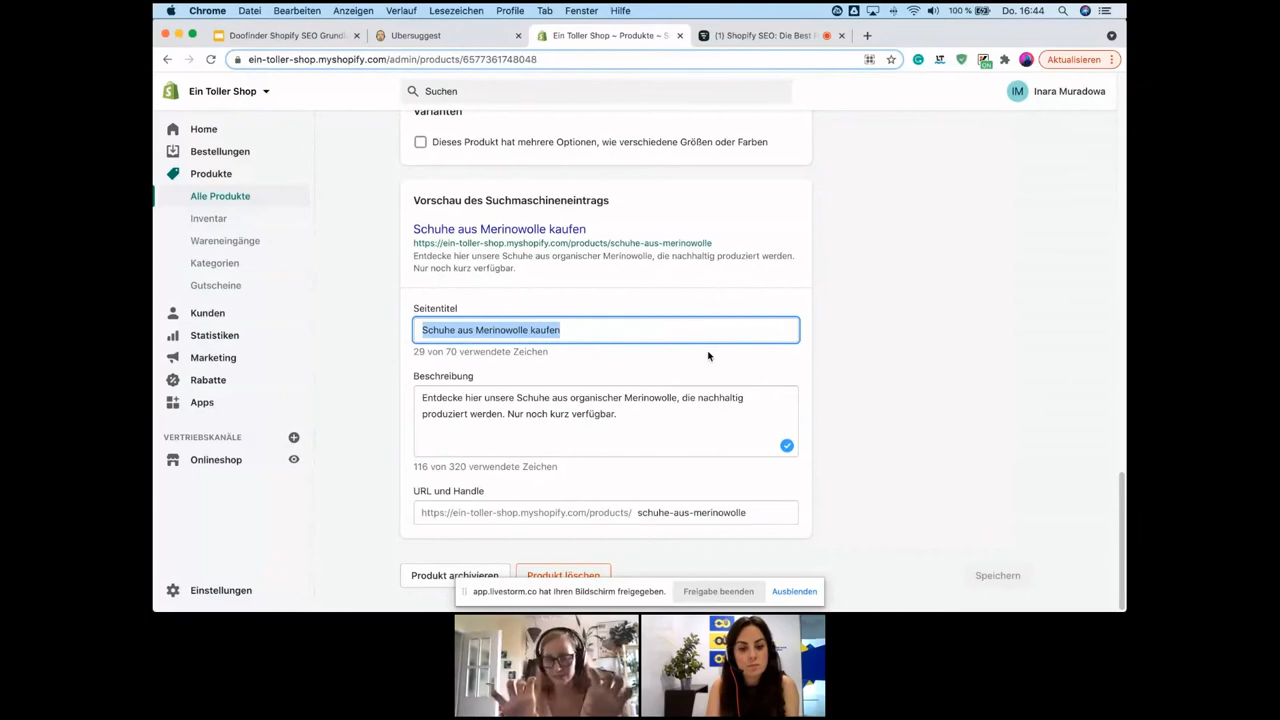 Chrome Datei Bearbeiten Anzeigen Verlauf Lesezeichen Profile Tab Fenster Hilfe 100 % Do. 16:44
Doofinder Shopify SEO Grundl
Ubersuggest
Ein Toller Shop ~ Produkte ~ S
(1) Shopify SEO: Die Best F
ein-toller-shop.myshopify.com/admin/products/6577361748048
Aktualisieren
Ein Toller Shop
Suchen
IM Inara Muradowa
Home
Bestellungen
Produkte
Alle Produkte
Inventar
Wareneingänge
Kategorien
Gutscheine
Kunden
Statistiken
Marketing
Rabatte
Apps
VERTRIEBSKANÄLE
Onlineshop
Einstellungen
Varianten
Dieses Produkt hat mehrere Optionen, wie verschiedene Größen oder Farben
Vorschau des Suchmaschineneintrags
Schuhe aus Merinowolle kaufen
https://ein-toller-shop.myshopify.com/products/schuhe-aus-merinowolle
Entdecke hier unsere Schuhe aus organischer Merinowolle, die nachhaltig produziert werden.
Nur noch kurz verfügbar.
Seitentitel
Schuhe aus Merinowolle kaufen
29 von 70 verwendete Zeichen
Beschreibung
Entdecke hier unsere Schuhe aus organischer Merinowolle, die nachhaltig
produziert werden. Nur noch kurz verfügbar.
116 von 320 verwendete Zeichen
URL und Handle
https://ein-toller-shop.myshopify.com/products/ schuhe-aus-merinowolle
Produkt archivieren
Produkt löschen
Speichern
app.livestorm.co hat Ihren Bildschirm freigegeben.
Freigabe beenden
Ausblenden